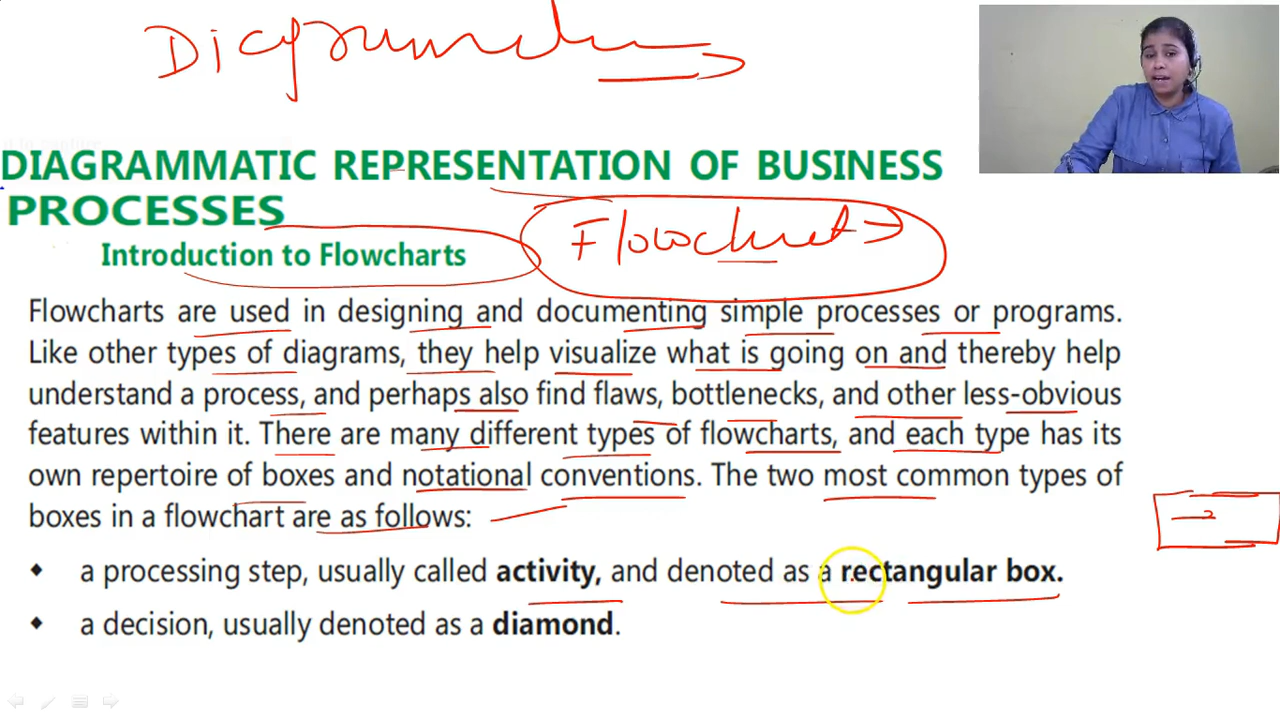 Diagrammatic
DIAGRAMMATIC REPRESENTATION OF BUSINESS
PROCESSES
Introduction to Flowcharts
Flowchart →
Flowcharts are used in designing and documenting simple processes or programs.
Like other types of diagrams, they help visualize what is going on and thereby help
understand a process, and perhaps also find flaws, bottlenecks, and other less-obvious
features within it. There are many different types of flowcharts, and each type has its
own repertoire of boxes and notational conventions. The two most common types of
boxes in a flowchart are as follows:
◆ a processing step, usually called activity, and denoted as a rectangular box.
◆ a decision, usually denoted as a diamond.